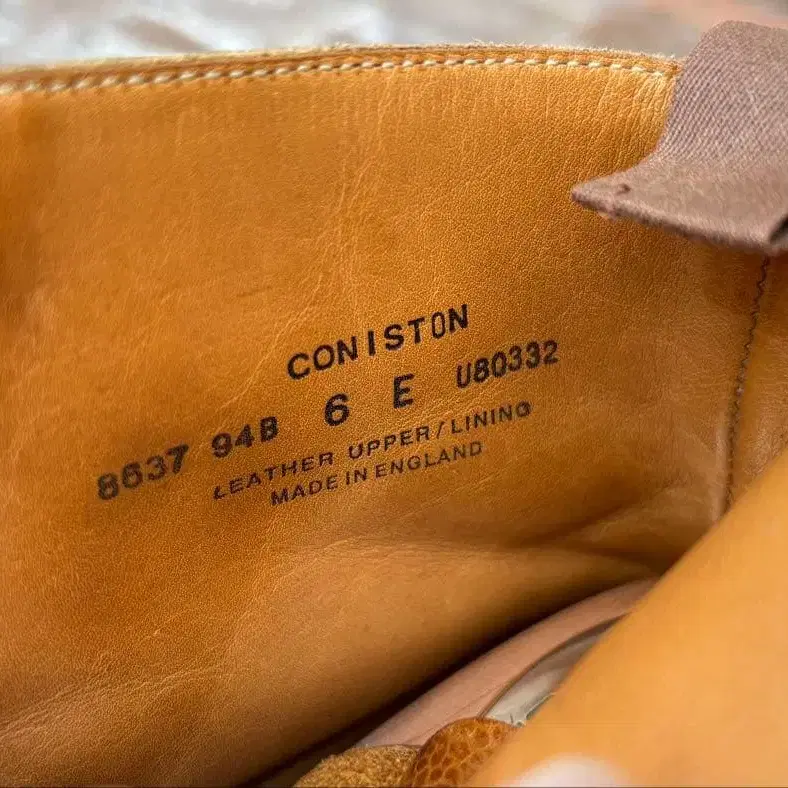 CONISTON
8637 94B 6 E U80332
LEATHER UPPER/LINING
MADE IN ENGLAND